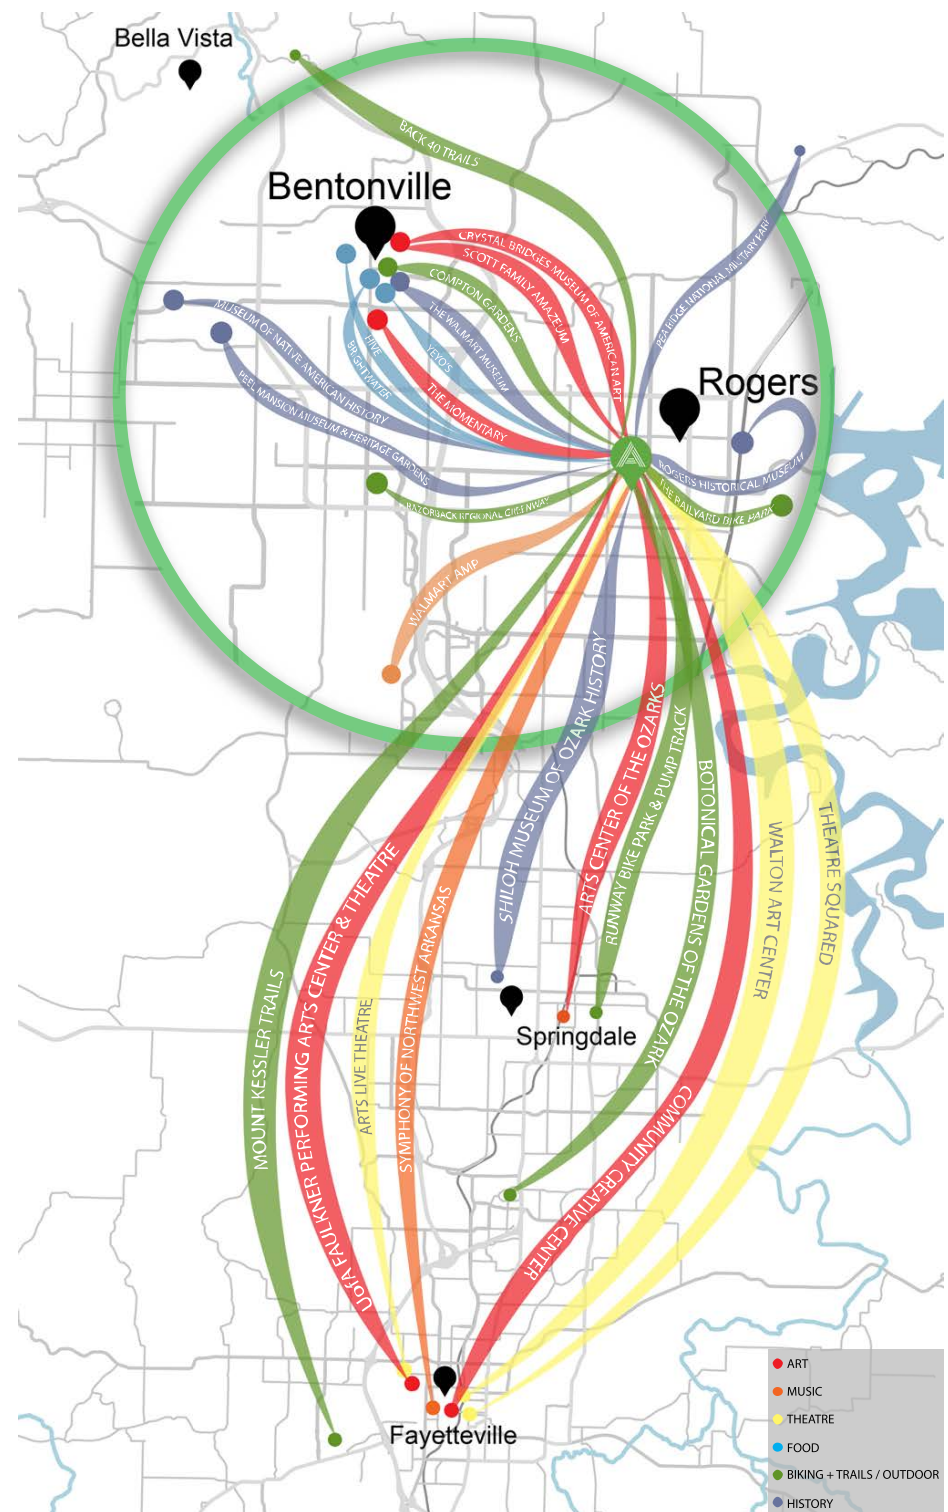 Bella Vista
BACK 40 TRAILS
Bentonville
CRYSTAL BRIDGES MUSEUM OF AMERICAN ART
SCOTT FAMILY AMAZEUM
COMPTON GARDENS
THE WALMART MUSEUM
PEA RIDGE NATIONAL MILITARY PARK
MUSEUM OF NATIVE AMERICAN HISTORY
PEEL MANSION MUSEUM & HERITAGE GARDENS
HIVE
BRIGHTWATER
YEYO'S
THE MOMENTARY
Rogers
ROGERS HISTORICAL MUSEUM
THE RAILYARD BIKE PARK
RAZORBACK REGIONAL GREENWAY
WALMART AMP
SHILOH MUSEUM OF OZARK HISTORY
ARTS CENTER OF THE OZARKS
RUNWAY BIKE PARK & PUMP TRACK
BOTONICAL GARDENS OF THE OZARK
WALTON ART CENTER
THEATRE SQUARED
MOUNT KESSLER TRAILS
UofA FAULKNER PERFORMING ARTS CENTER & THEATRE
ARTS LIVE THEATRE
SYMPHONY OF NORTHWEST ARKANSAS
Springdale
COMMUNITY CREATIVE CENTER
Fayetteville
ART
MUSIC
THEATRE
FOOD
BIKING + TRAILS / OUTDOOR
HISTORY